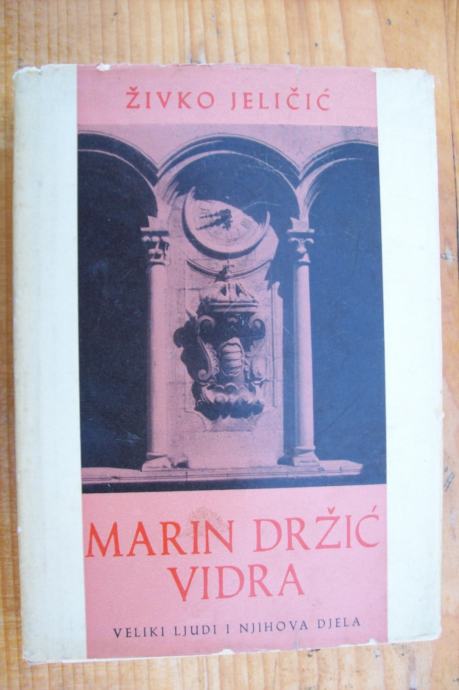 ŽIVKO JELIČIĆ
MARIN DRŽIĆ
VIDRA
VELIKI LJUDI I NJIHOVA DJELA